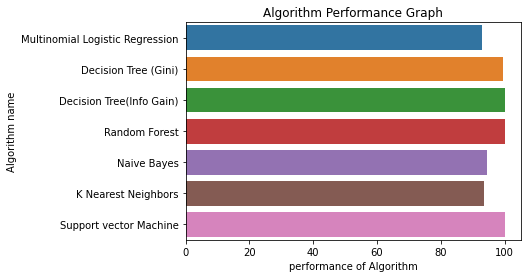 Algorithm Performance Graph
Algorithm name
Multinomial Logistic Regression
Decision Tree (Gini)
Decision Tree(Info Gain)
Random Forest
Naive Bayes
K Nearest Neighbors
Support vector Machine
0 20 40 60 80 100
performance of Algorithm